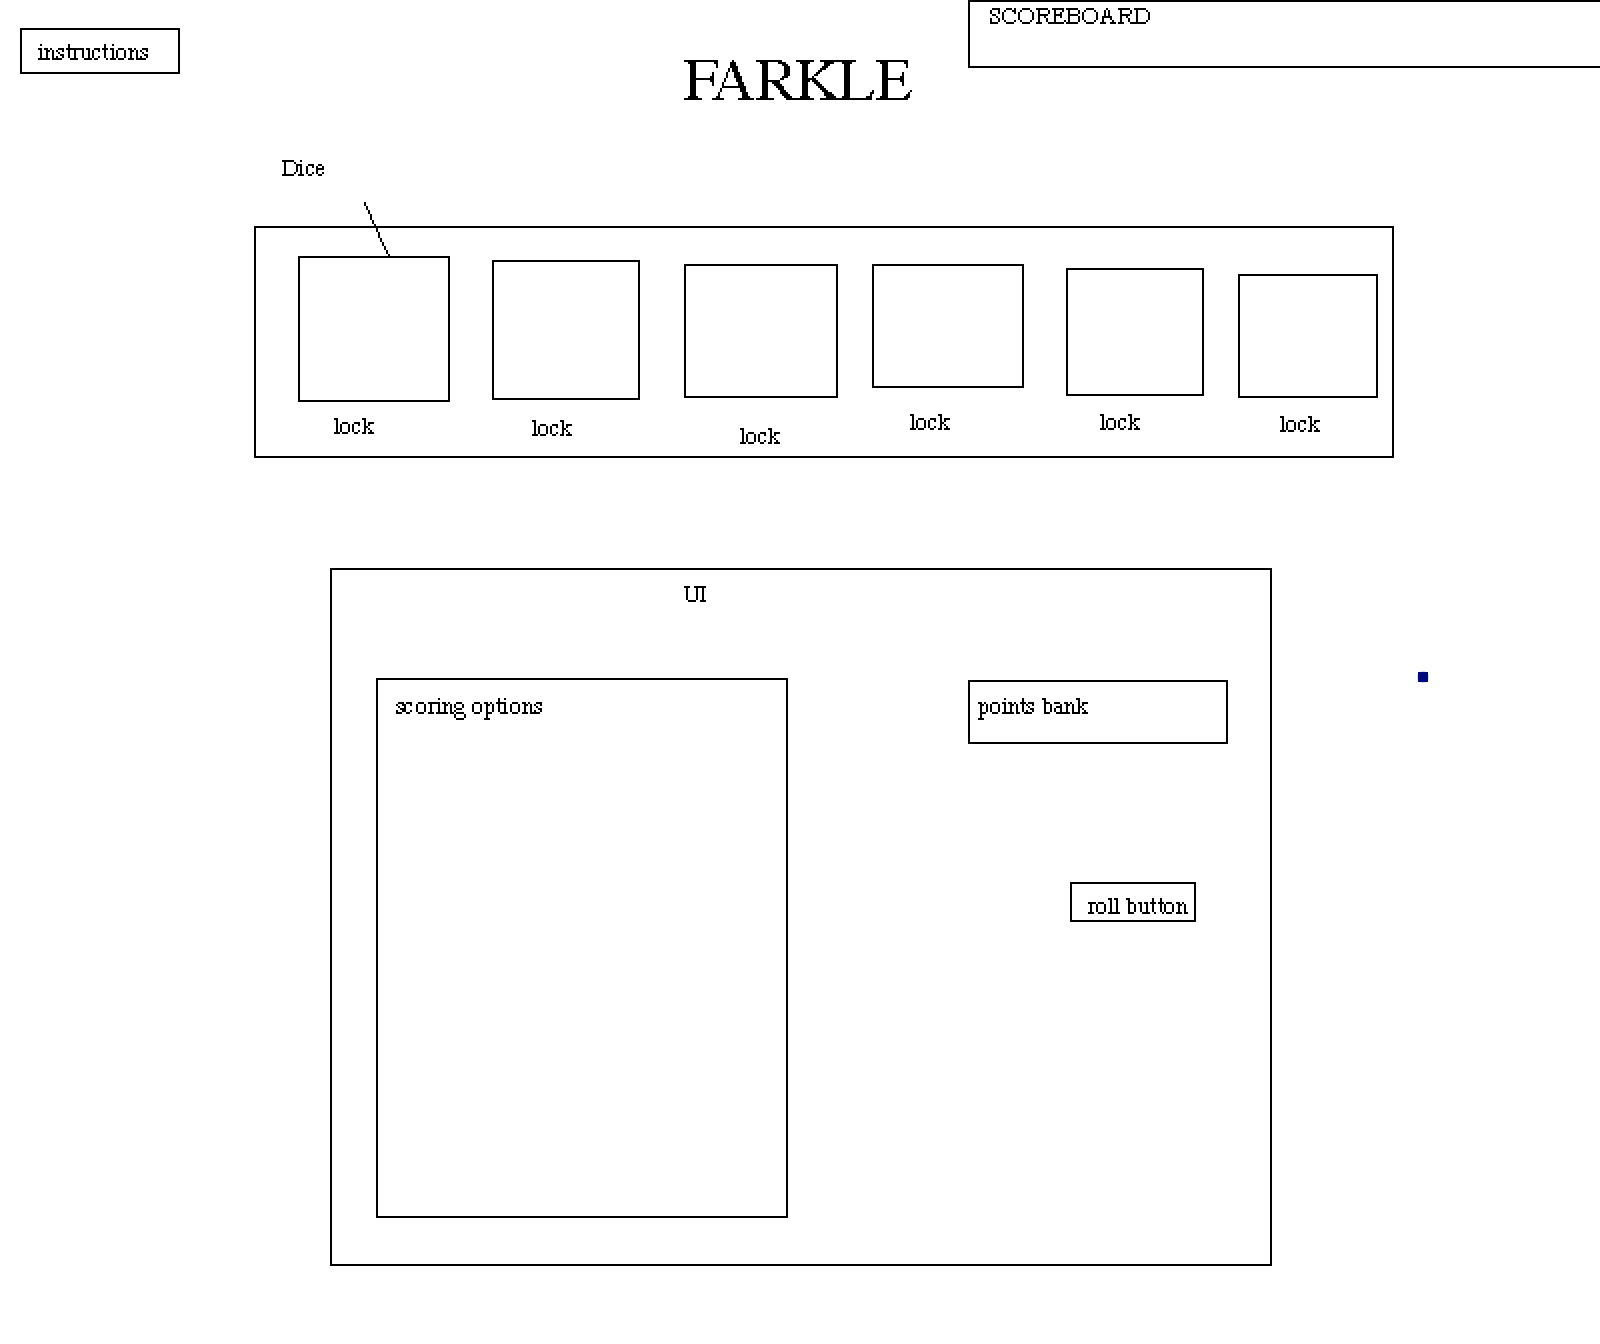 SCOREBOARD
instructions
FARKLE
Dice
lock
lock
lock
lock
lock
lock
UI
scoring options
points bank
roll button